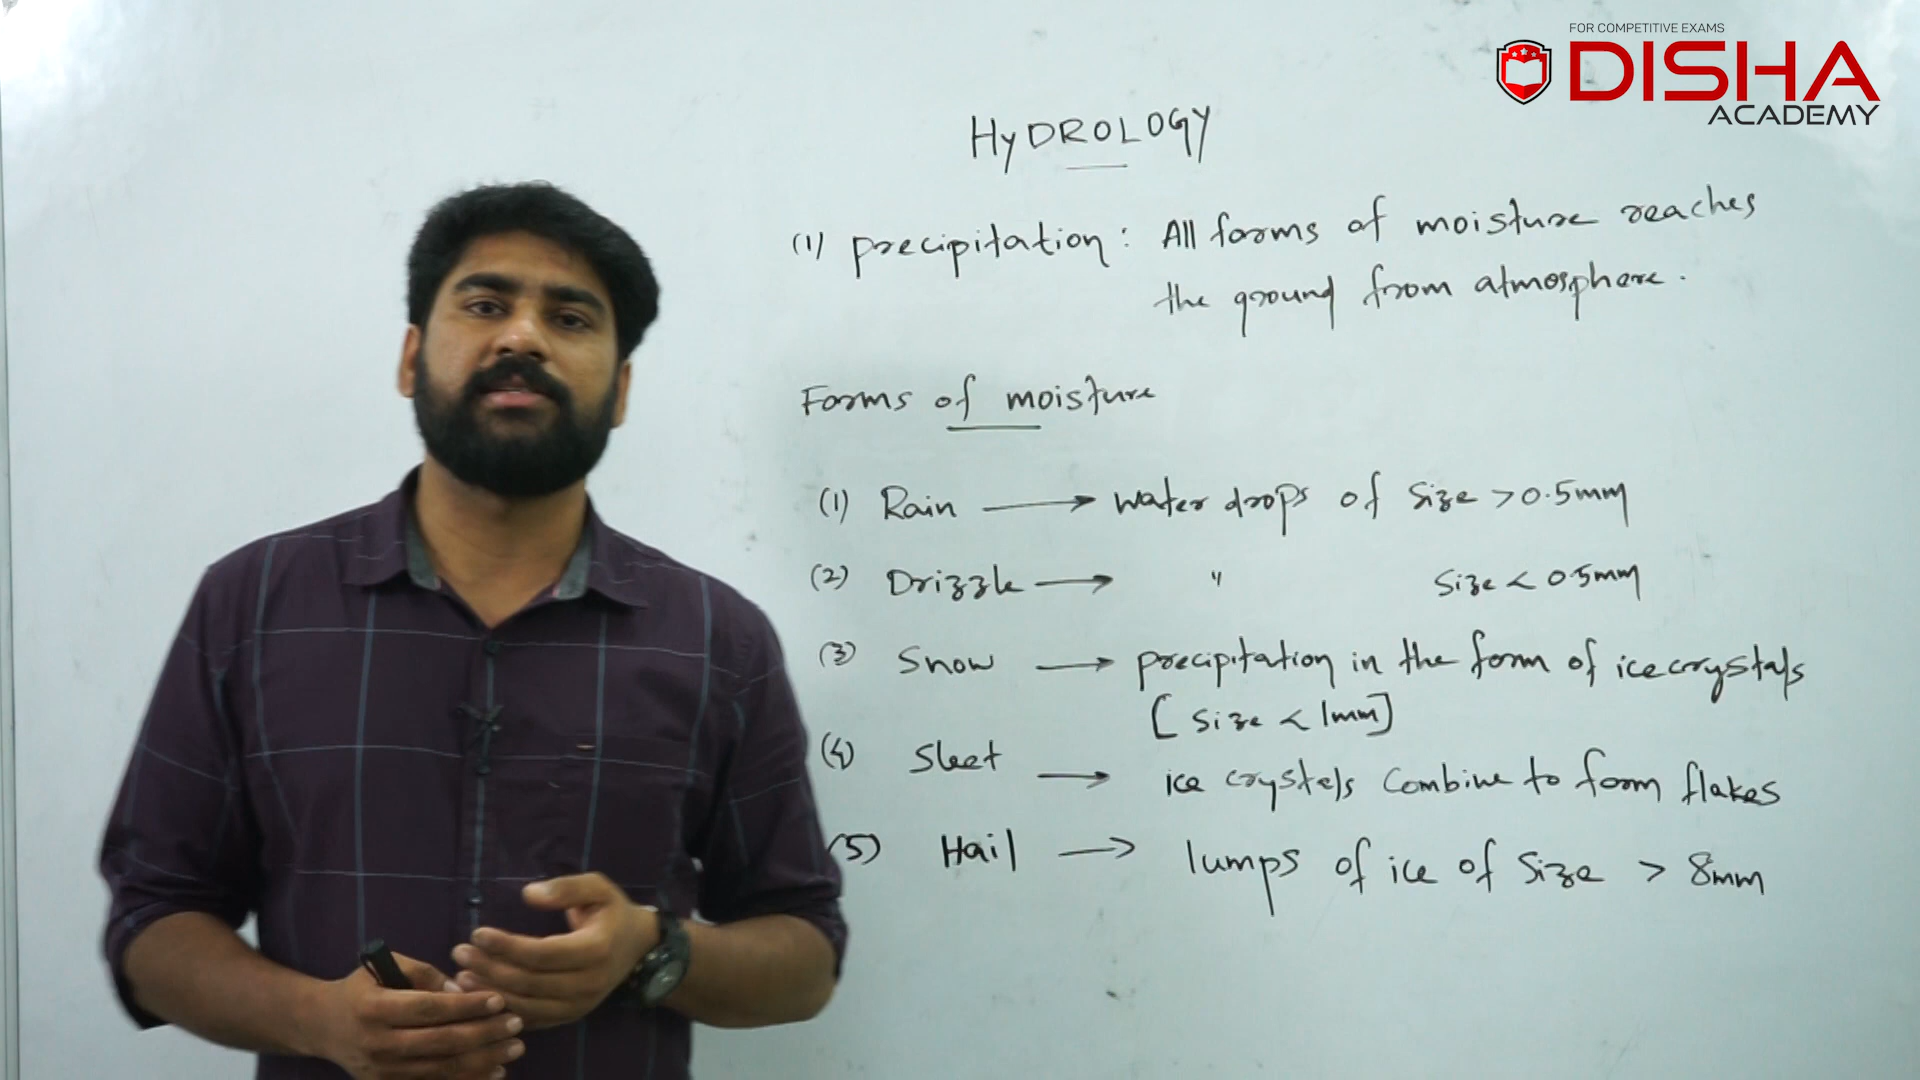 FOR COMPETITIVE EXAMS
DISHA
ACADEMY
HyDROLOGY
(1) precipitation : All forms of moisture reaches
the ground from atmosphere.
Forms of moisture
(1) Rain → water drops of size > 0.5mm
(2) Drizzle → " size < 0.5mm
(3) Snow → precipitation in the form of ice crystals
[size < 1mm]
(4) Sleet → ice crystals combine to form flakes
(5) Hail → lumps of ice of size > 8mm